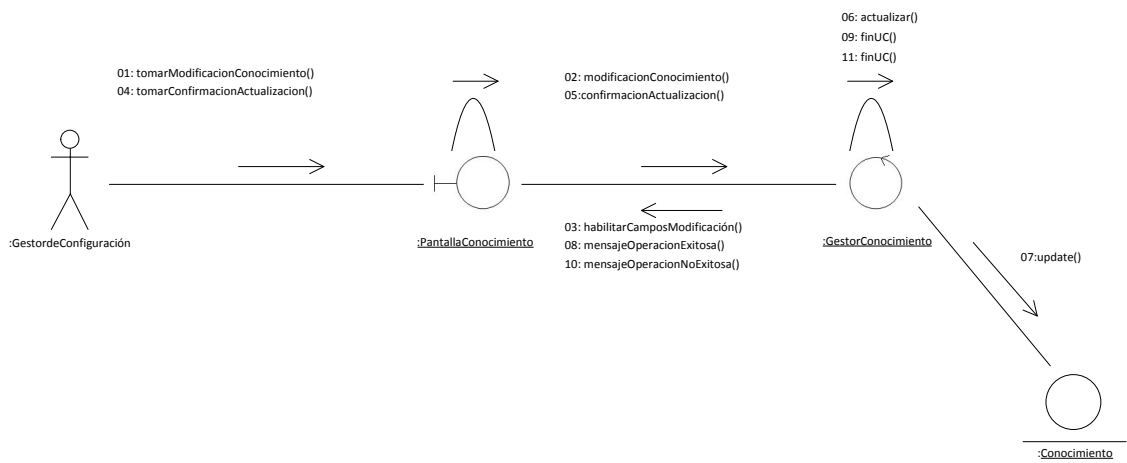 06: actualizar()
09: finUC()
11: finUC()
01: tomarModificacionConocimiento()
04: tomarConfirmacionActualizacion()
02: modificacionConocimiento()
05:confirmacionActualizacion()
:GestordeConfiguración
:PantallaConocimiento
03: habilitarCamposModificación()
08: mensajeOperacionExitosa()
10: mensajeOperacionNoExitosa()
:GestorConocimiento
07:update()
:Conocimiento